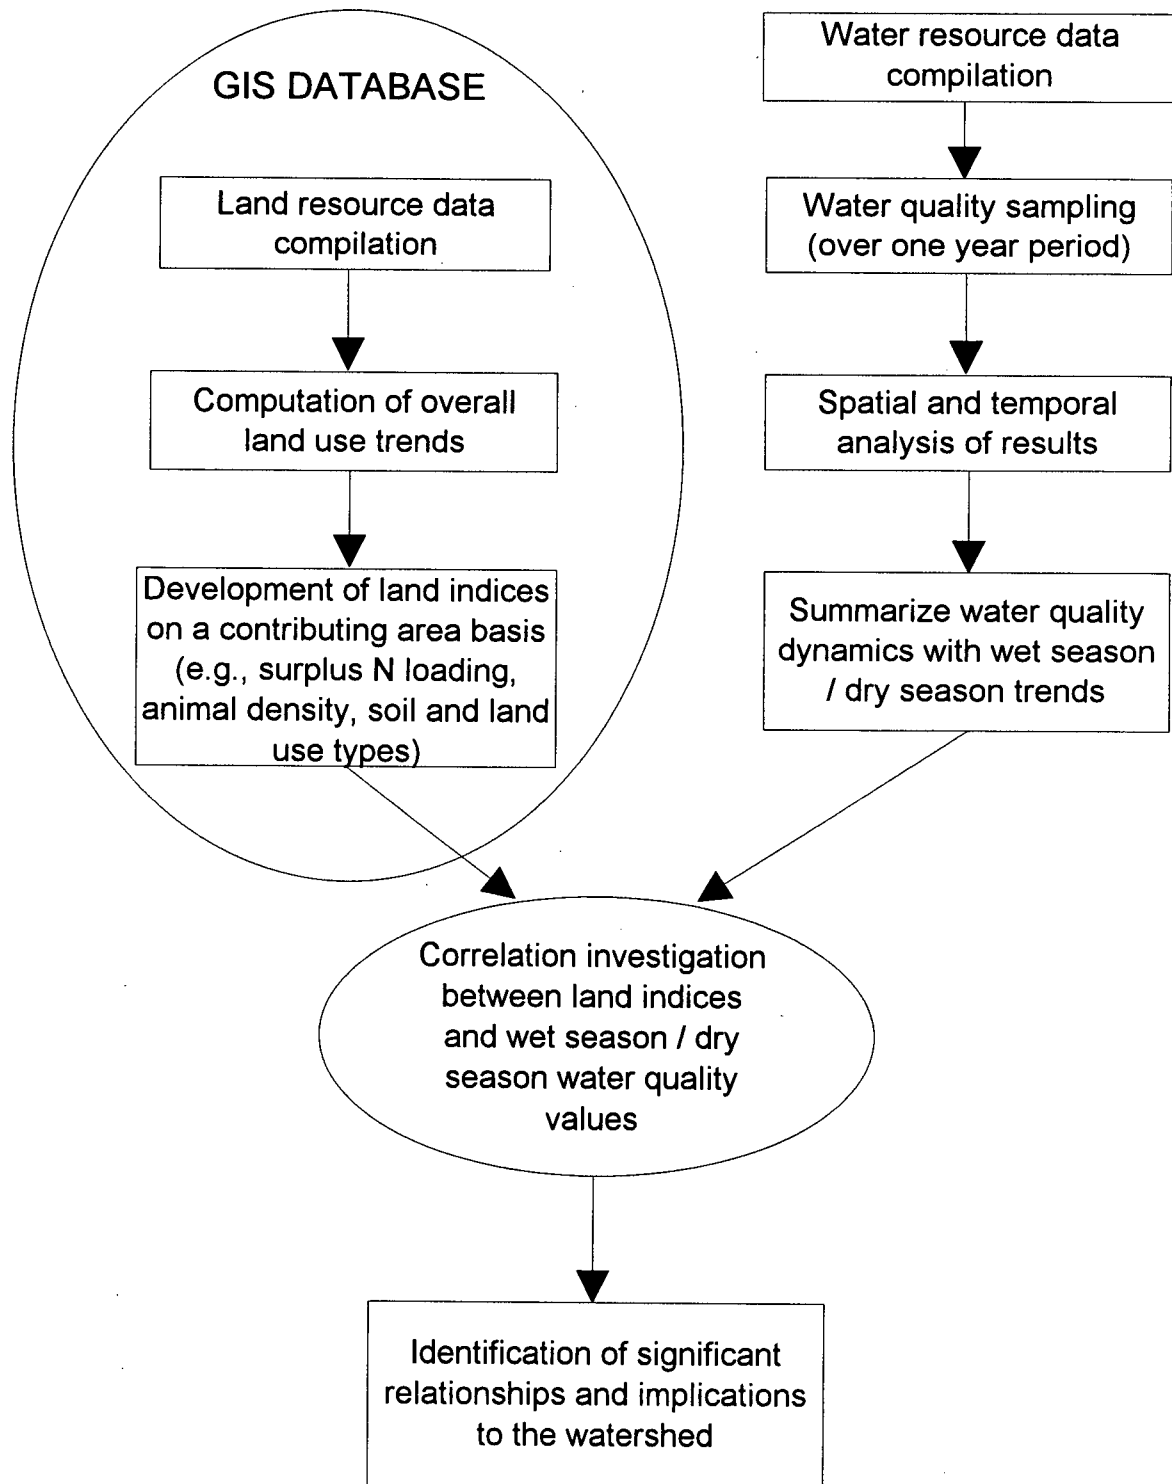 GIS DATABASE
Land resource data
compilation
Computation of overall
land use trends
Development of land indices
on a contributing area basis
(e.g., surplus N loading,
animal density, soil and land
use types)
Water resource data
compilation
Water quality sampling
(over one year period)
Spatial and temporal
analysis of results
Summarize water quality
dynamics with wet season
/ dry season trends
Correlation investigation
between land indices
and wet season / dry
season water quality
values
Identification of significant
relationships and implications
to the watershed